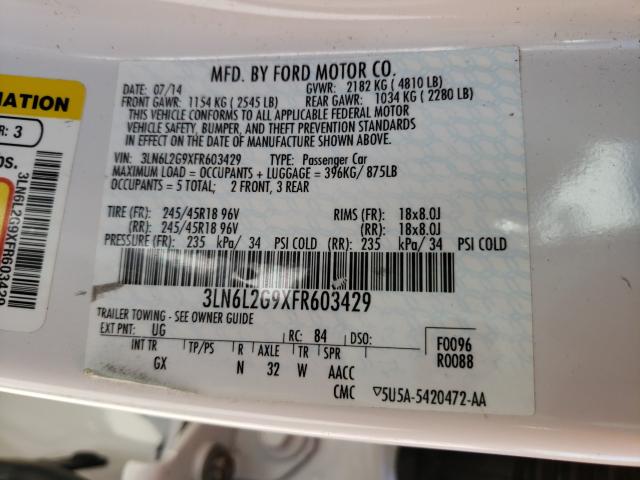 MATION
R: 3
bs.
3LN6L2G9XFR603429
MFD. BY FORD MOTOR CO.
DATE: 07/14 GVWR: 2182 KG ( 4810 LB)
FRONT GAWR: 1154 KG ( 2545 LB) REAR GAWR: 1034 KG ( 2280 LB)
THIS VEHICLE CONFORMS TO ALL APPLICABLE FEDERAL MOTOR
VEHICLE SAFETY, BUMPER, AND THEFT PREVENTION STANDARDS
IN EFFECT ON THE DATE OF MANUFACTURE SHOWN ABOVE.
VIN: 3LN6L2G9XFR603429 TYPE: Passenger Car
MAXIMUM LOAD = OCCUPANTS + LUGGAGE = 396KG/ 875LB
OCCUPANTS = 5 TOTAL; 2 FRONT, 3 REAR
TIRE (FR): 245/45R18 96V RIMS (FR): 18x8.0J
(RR): 245/45R18 96V (RR): 18x8.0J
PRESSURE (FR): 235 kPa/ 34 PSI COLD (RR): 235 kPa/ 34 PSI COLD
3LN6L2G9XFR603429
TRAILER TOWING - SEE OWNER GUIDE
EXT PNT: UG RC: 84 DSO: F0096
INT TR TP/PS R AXLE TR SPR R0088
GX N 32 W AACC
CMC ▽5U5A-5420472-AA